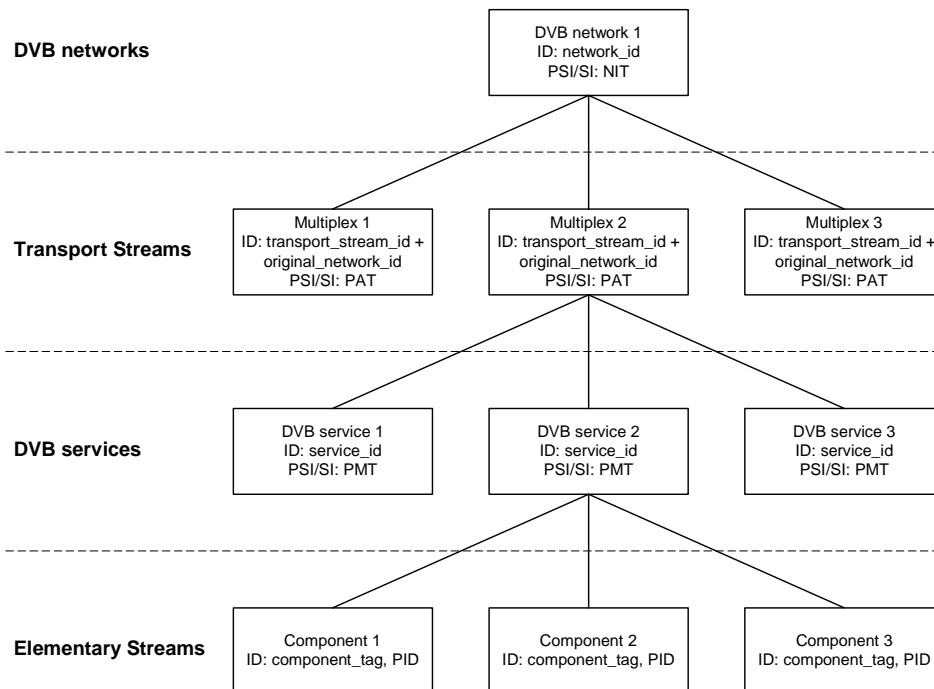 DVB networks
DVB network 1
ID: network_id
PSI/SI: NIT
Transport Streams
Multiplex 1
ID: transport_stream_id +
original_network_id
PSI/SI: PAT
Multiplex 2
ID: transport_stream_id +
original_network_id
PSI/SI: PAT
Multiplex 3
ID: transport_stream_id +
original_network_id
PSI/SI: PAT
DVB services
DVB service 1
ID: service_id
PSI/SI: PMT
DVB service 2
ID: service_id
PSI/SI: PMT
DVB service 3
ID: service_id
PSI/SI: PMT
Elementary Streams
Component 1
ID: component_tag, PID
Component 2
ID: component_tag, PID
Component 3
ID: component_tag, PID